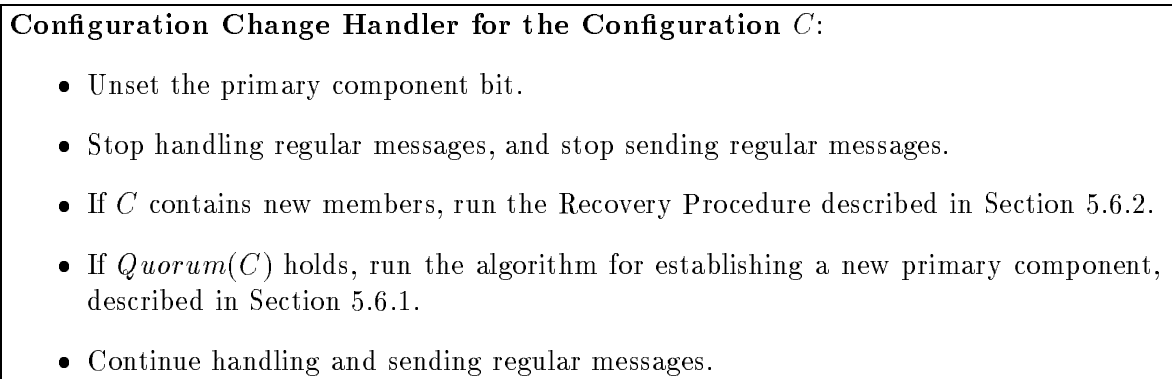 Configuration Change Handler for the Configuration C:
• Unset the primary component bit.
• Stop handling regular messages, and stop sending regular messages.
• If C contains new members, run the Recovery Procedure described in Section 5.6.2.
• If Quorum(C) holds, run the algorithm for establishing a new primary component,
described in Section 5.6.1.
• Continue handling and sending regular messages.